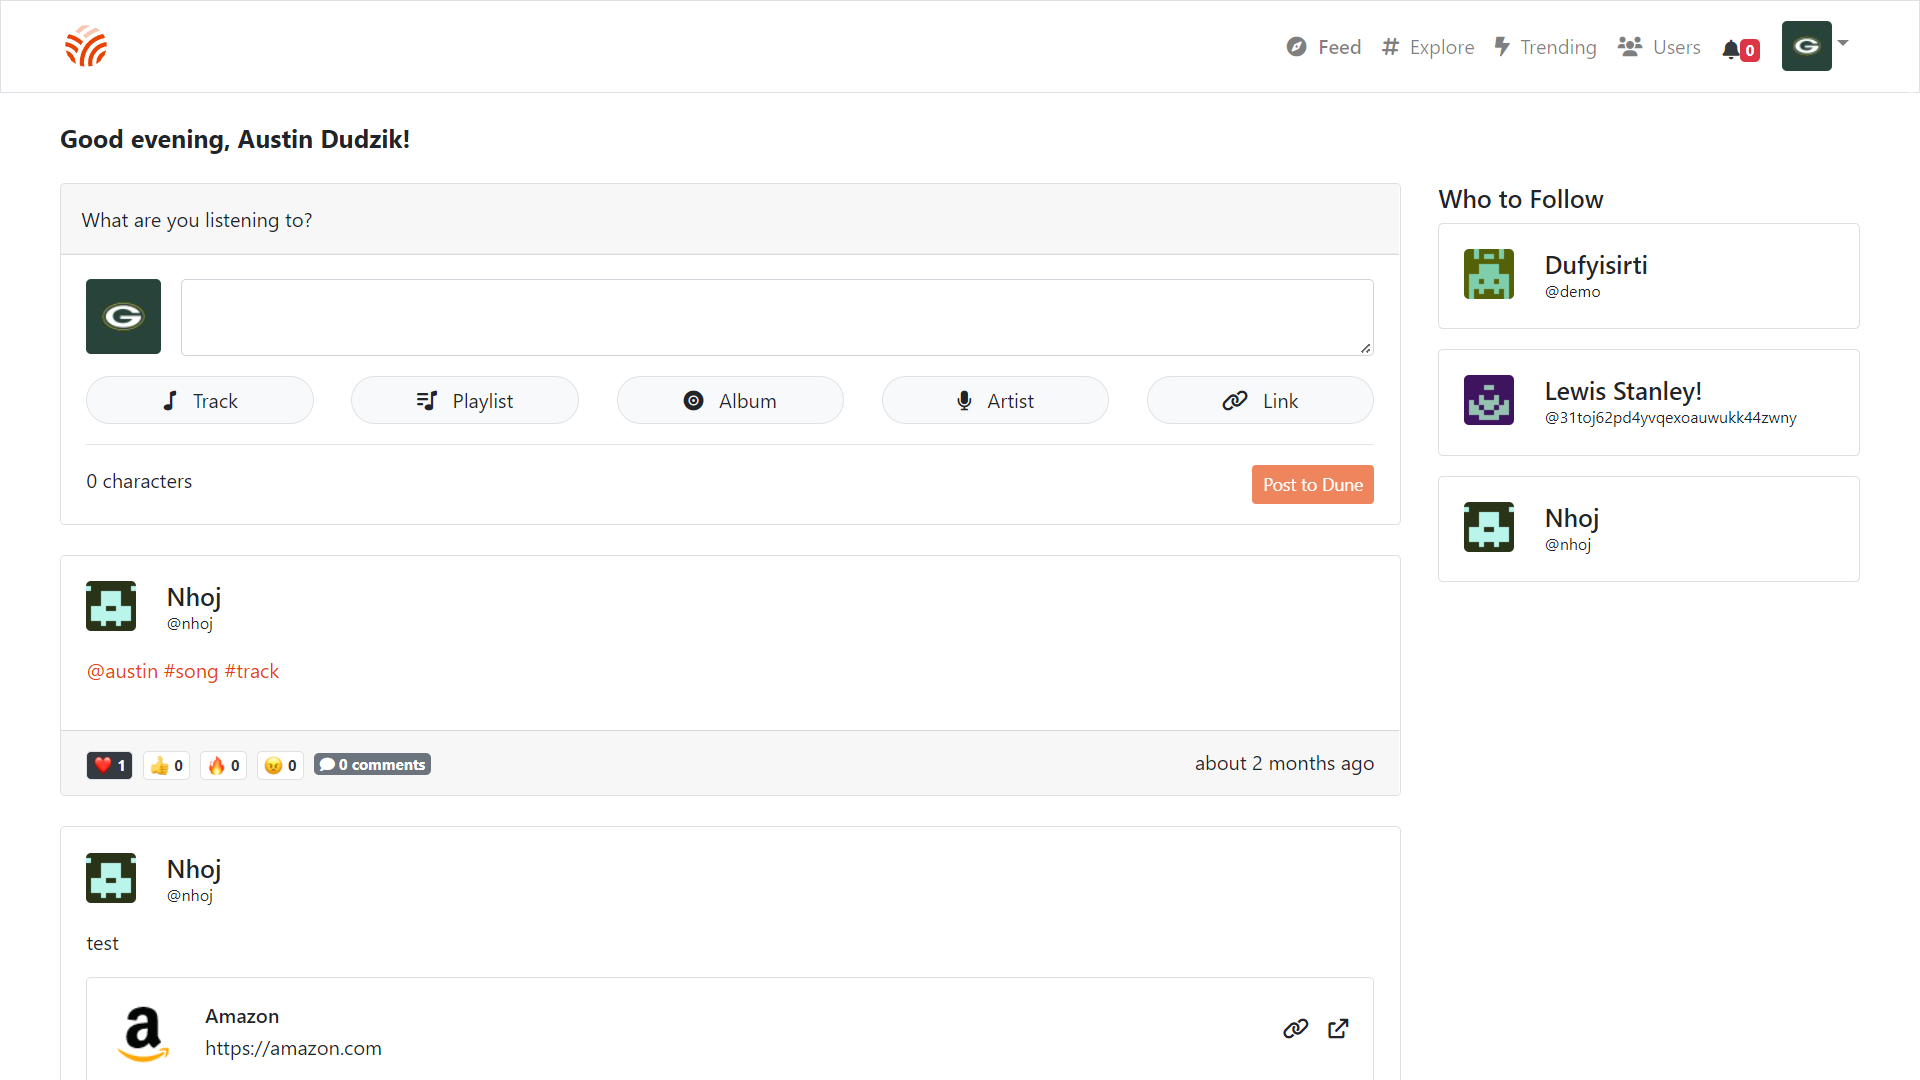 Feed
Explore
Trending
Users
0
G
Good evening, Austin Dudzik!
What are you listening to?
G
Track
Playlist
Album
Artist
Link
0 characters
Post to Dune
Nhoj
@nhoj
@austin #song #track
1
0
0
0
0 comments
about 2 months ago
Nhoj
@nhoj
test
a
Amazon
https://amazon.com
Who to Follow
Dufyisirti
@demo
Lewis Stanley!
@31toj62pd4yvqexoauwukk44zwny
Nhoj
@nhoj